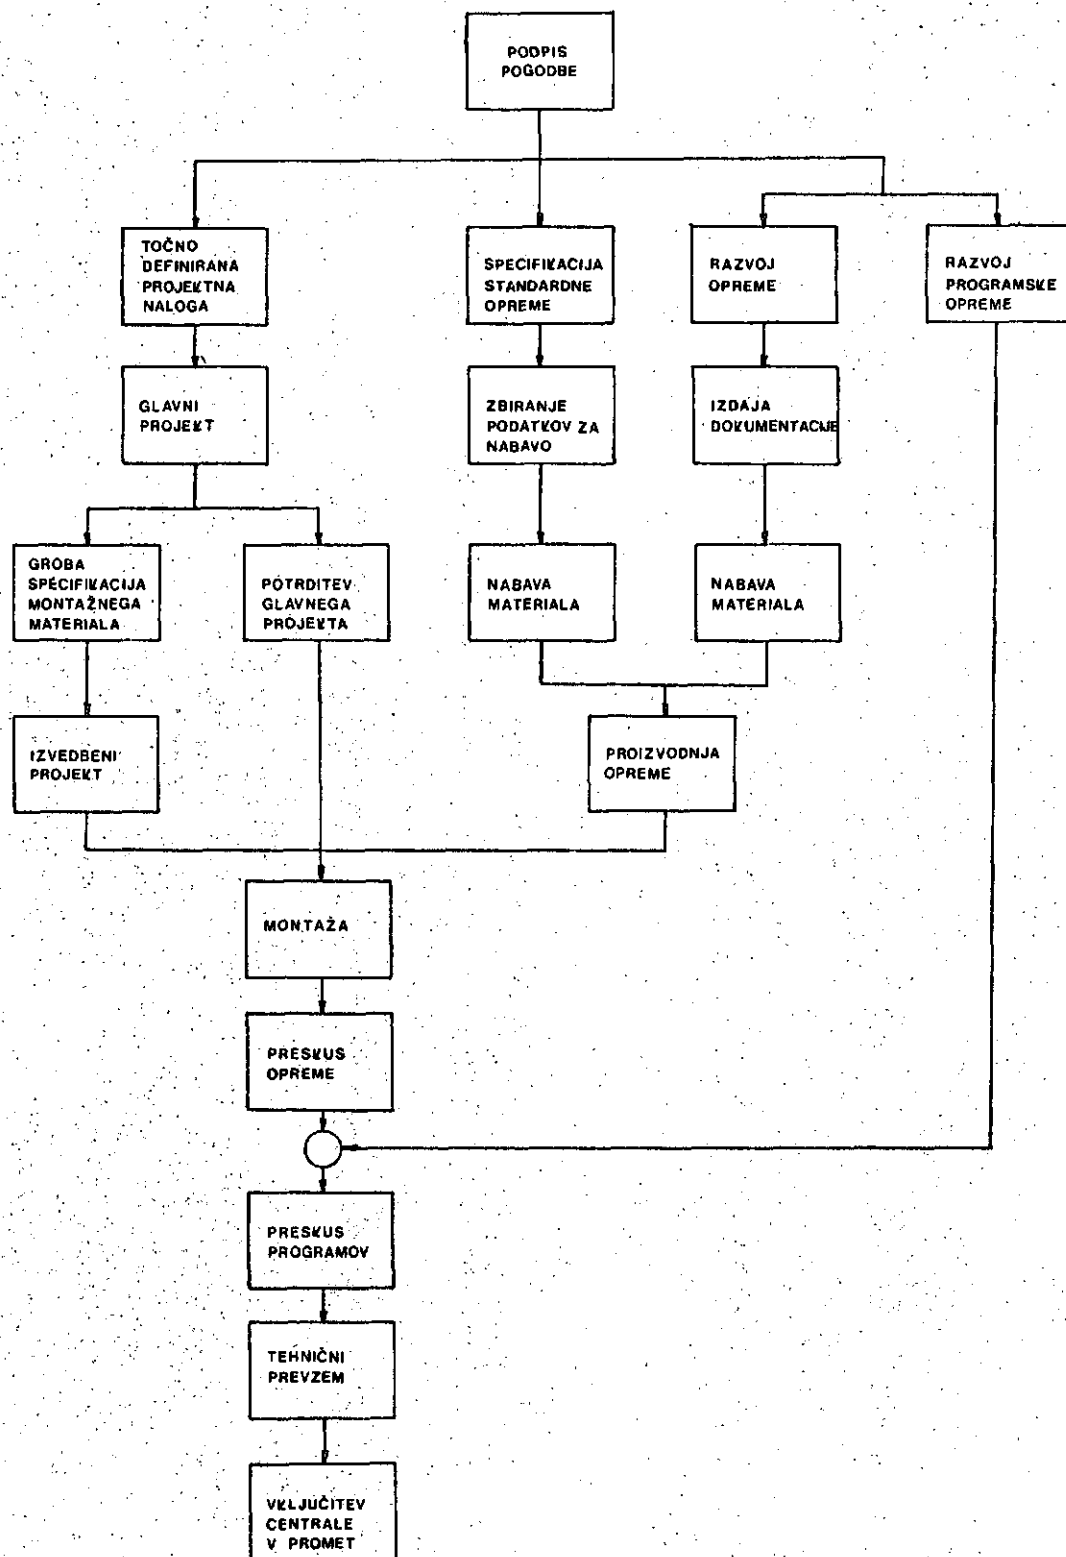 PODPIS
POGODBE
TOČNO
DEFINIRANA
PROJEKTNA
NALOGA
SPECIFIKACIJA
STANDARDNE
OPREME
RAZVOJ
OPREME
RAZVOJ
PROGRAMSKE
OPREME
GLAVNI
PROJEKT
ZBIRANJE
PODATKOV ZA
NABAVO
IZDAJA
DOKUMENTACIJE
GROBA
SPECIFIKACIJA
MONTAŽNEGA
MATERIALA
POTRDITEV
GLAVNEGA
PROJEKTA
NABAVA
MATERIALA
NABAVA
MATERIALA
IZVEDBENI
PROJEKT
PROIZVODNJA
OPREME
MONTAŽA
PRESKUS
OPREME
PRESKUS
PROGRAMOV
TEHNIČNI
PREVZEM
VKLJUČITEV
CENTRALE
V PROMET